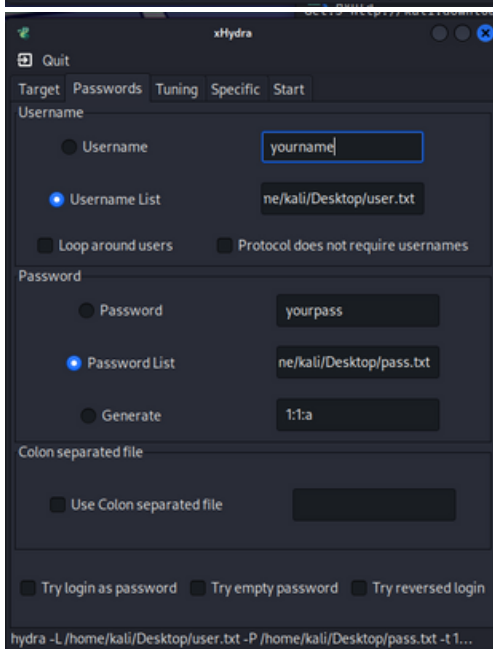 xHydra
Quit
Target Passwords Tuning Specific Start
Username
Username yourname
Username List ne/kali/Desktop/user.txt
Loop around users Protocol does not require usernames
Password
Password yourpass
Password List ne/kali/Desktop/pass.txt
Generate 1:1:a
Colon separated file
Use Colon separated file
Try login as password Try empty password Try reversed login
hydra -L /home/kali/Desktop/user.txt -P /home/kali/Desktop/pass.txt -t 1...